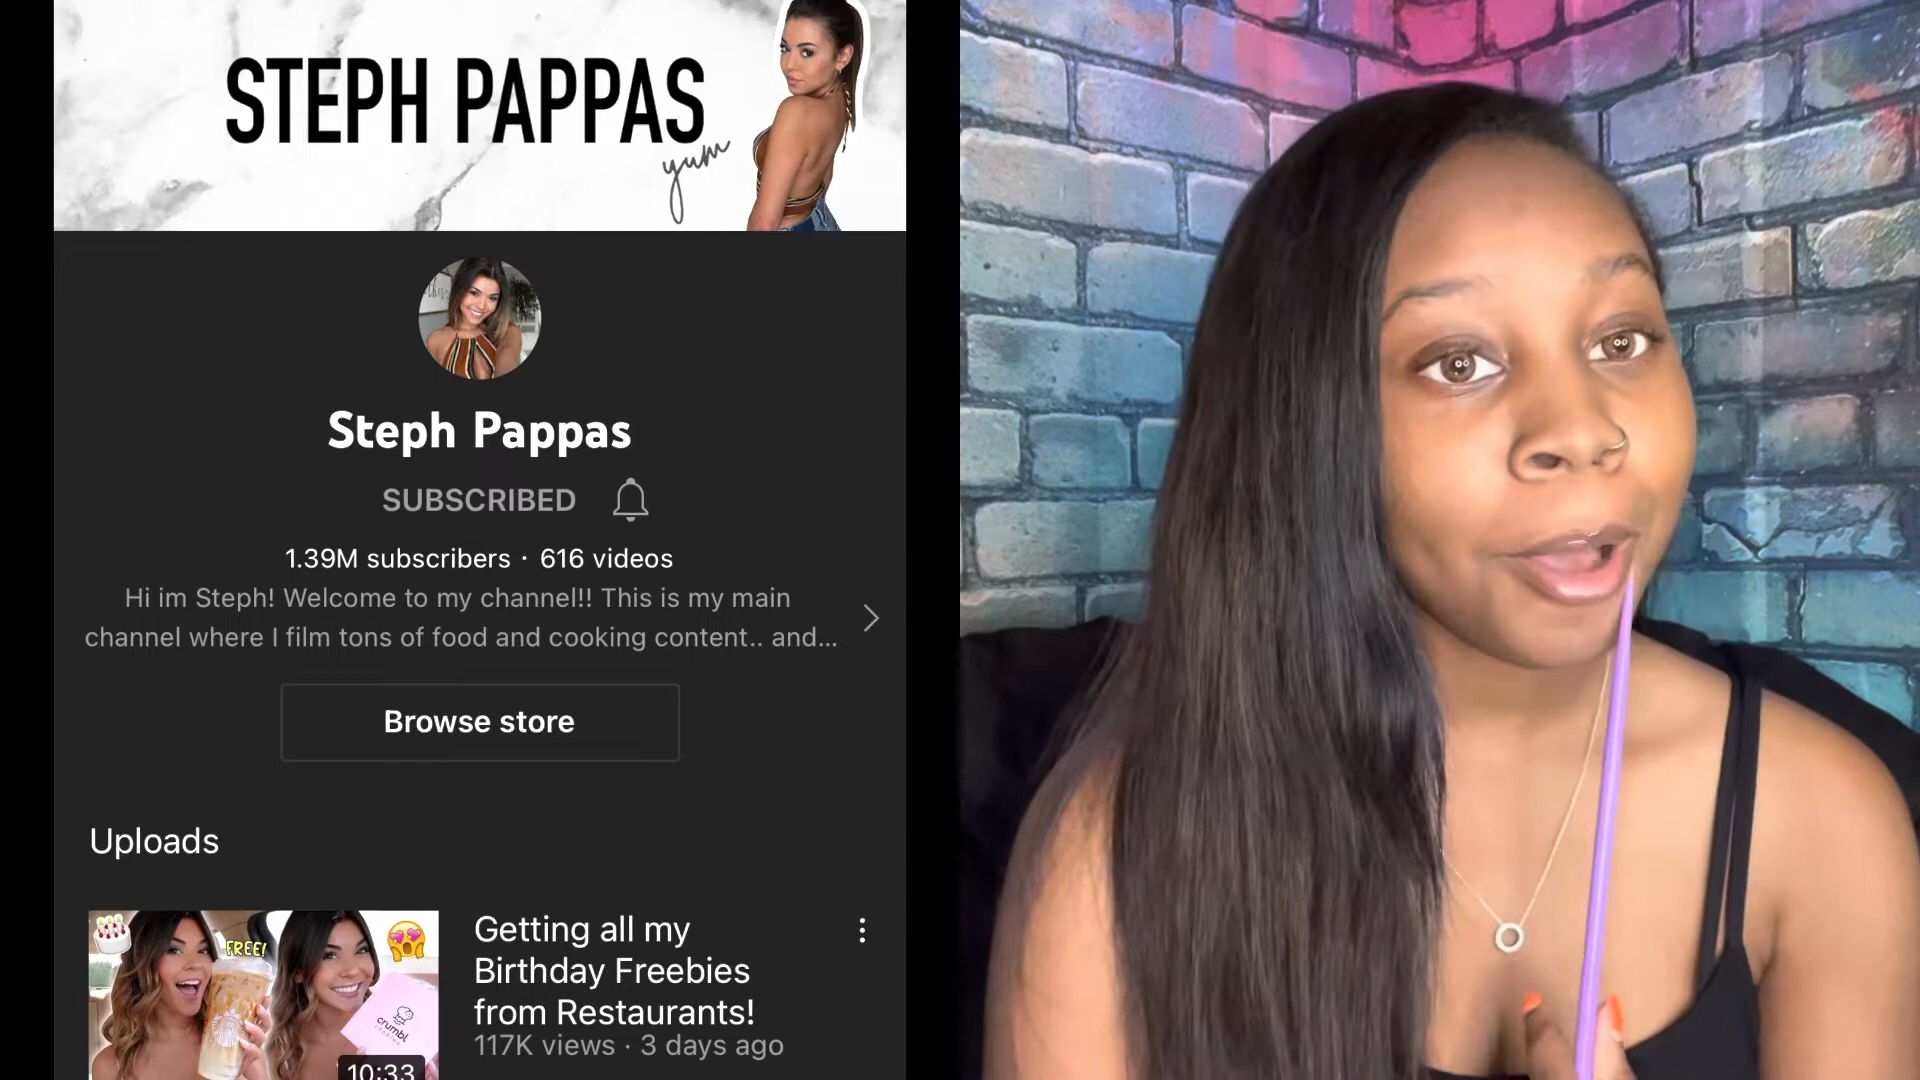 STEPH PAPPAS
yum
Steph Pappas
SUBSCRIBED
1.39M subscribers · 616 videos
Hi im Steph! Welcome to my channel!! This is my main
channel where I film tons of food and cooking content.. and...
Browse store
Uploads
FREE!
crumbl
cookies
10:33
Getting all my
Birthday Freebies
from Restaurants!
117K views · 3 days ago